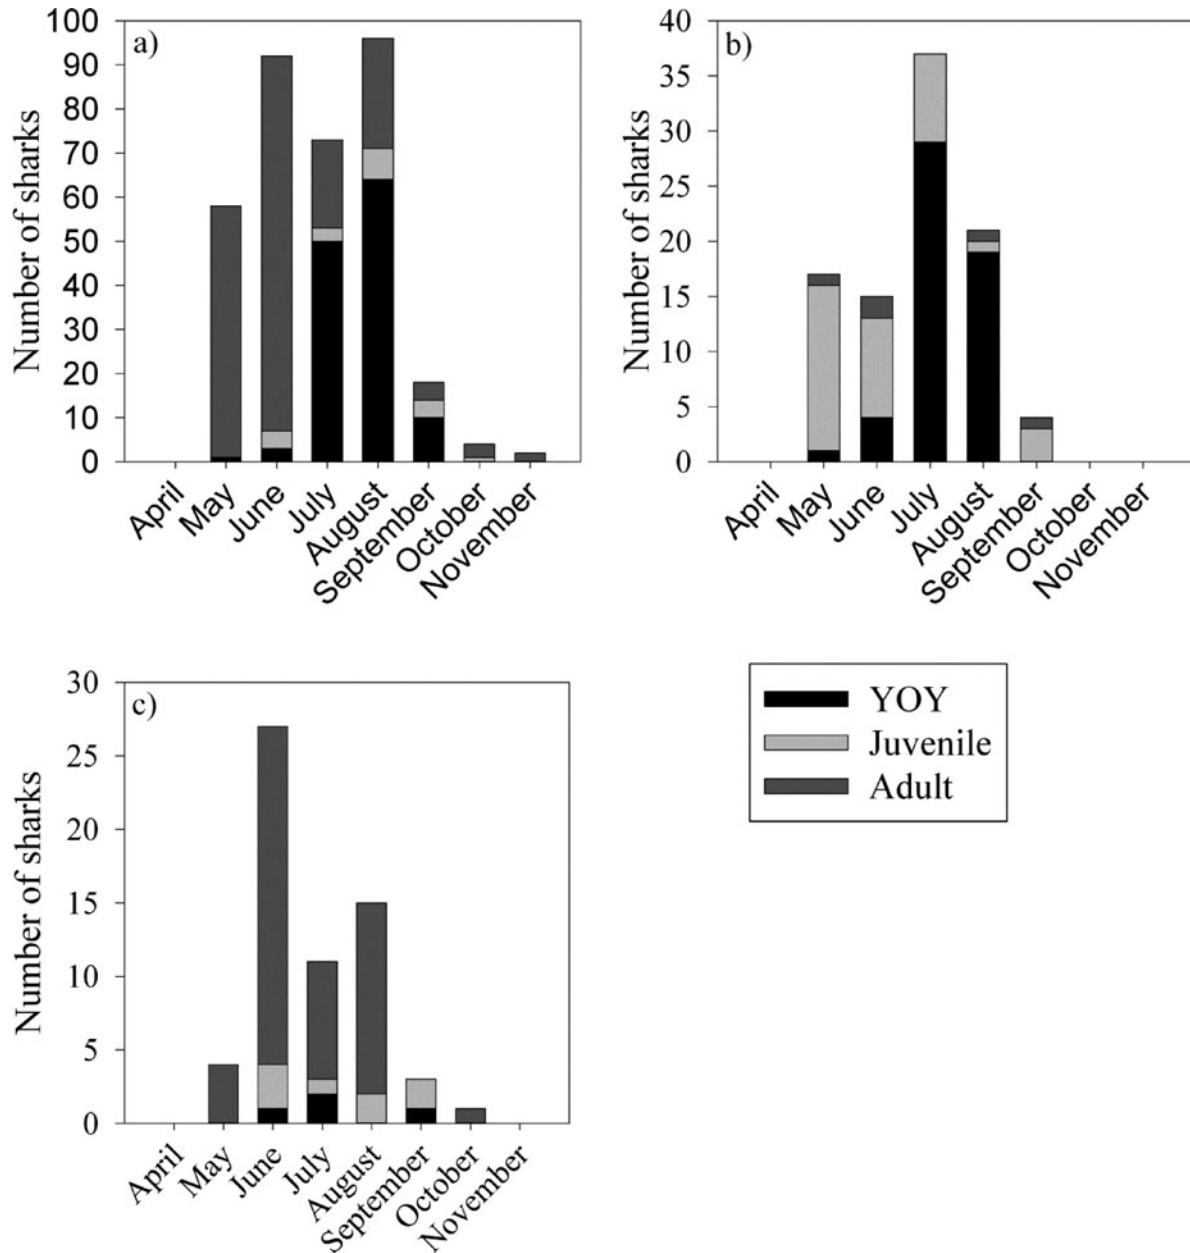 a)
Number of sharks
100
90
80
70
60
50
40
30
20
10
0
April
May
June
July
August
September
October
November
b)
Number of sharks
40
35
30
25
20
15
10
5
0
April
May
June
July
August
September
October
November
c)
Number of sharks
30
25
20
15
10
5
0
April
May
June
July
August
September
October
November
YOY
Juvenile
Adult